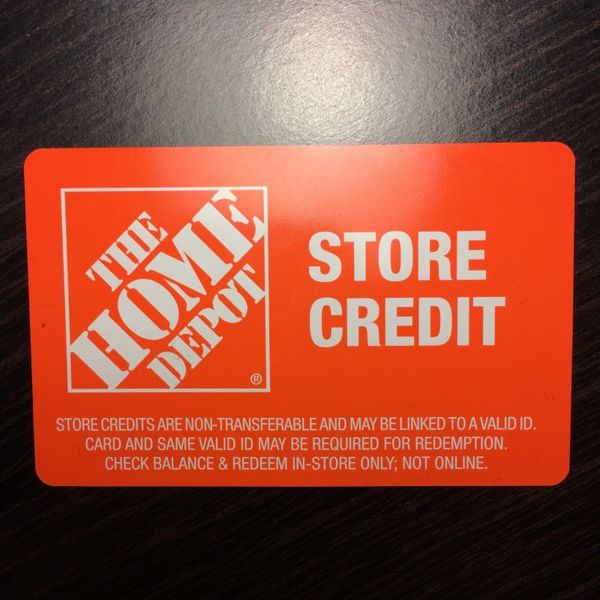 THE
HOME
DEPOT
®
STORE
CREDIT
STORE CREDITS ARE NON-TRANSFERABLE AND MAY BE LINKED TO A VALID ID.
CARD AND SAME VALID ID MAY BE REQUIRED FOR REDEMPTION.
CHECK BALANCE & REDEEM IN-STORE ONLY; NOT ONLINE.